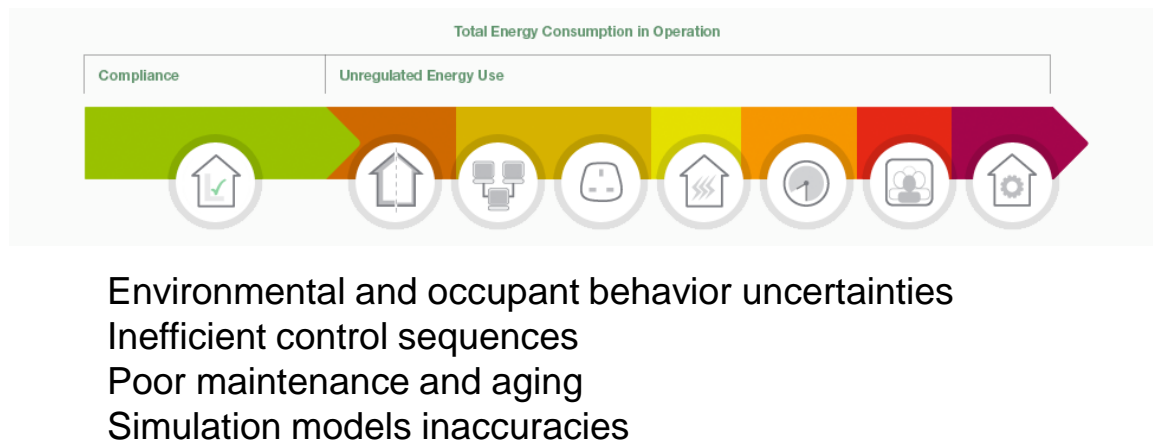 Total Energy Consumption in Operation
Compliance
Unregulated Energy Use
Environmental and occupant behavior uncertainties
Inefficient control sequences
Poor maintenance and aging
Simulation models inaccuracies